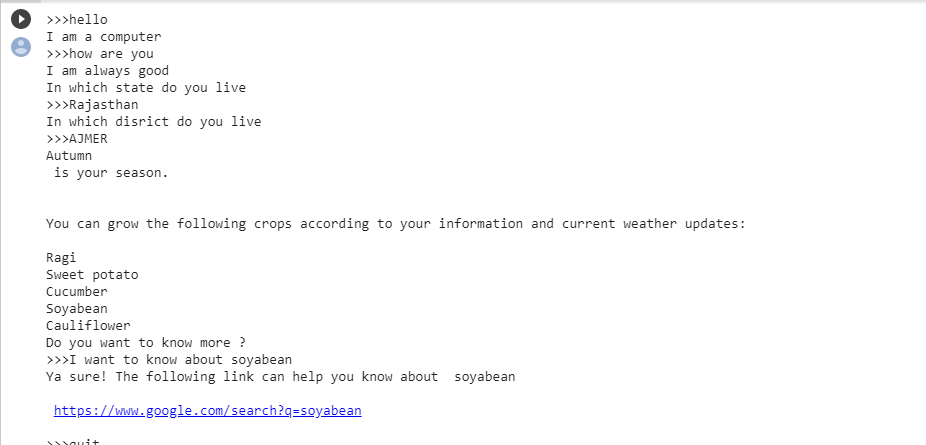 >>>hello
I am a computer
>>>how are you
I am always good
In which state do you live
>>>Rajasthan
In which disrict do you live
>>>AJMER
Autumn
 is your season.
You can grow the following crops according to your information and current weather updates:
Ragi
Sweet potato
Cucumber
Soyabean
Cauliflower
Do you want to know more ?
>>>I want to know about soyabean
Ya sure! The following link can help you know about  soyabean
 https://www.google.com/search?q=soyabean
>>>quit